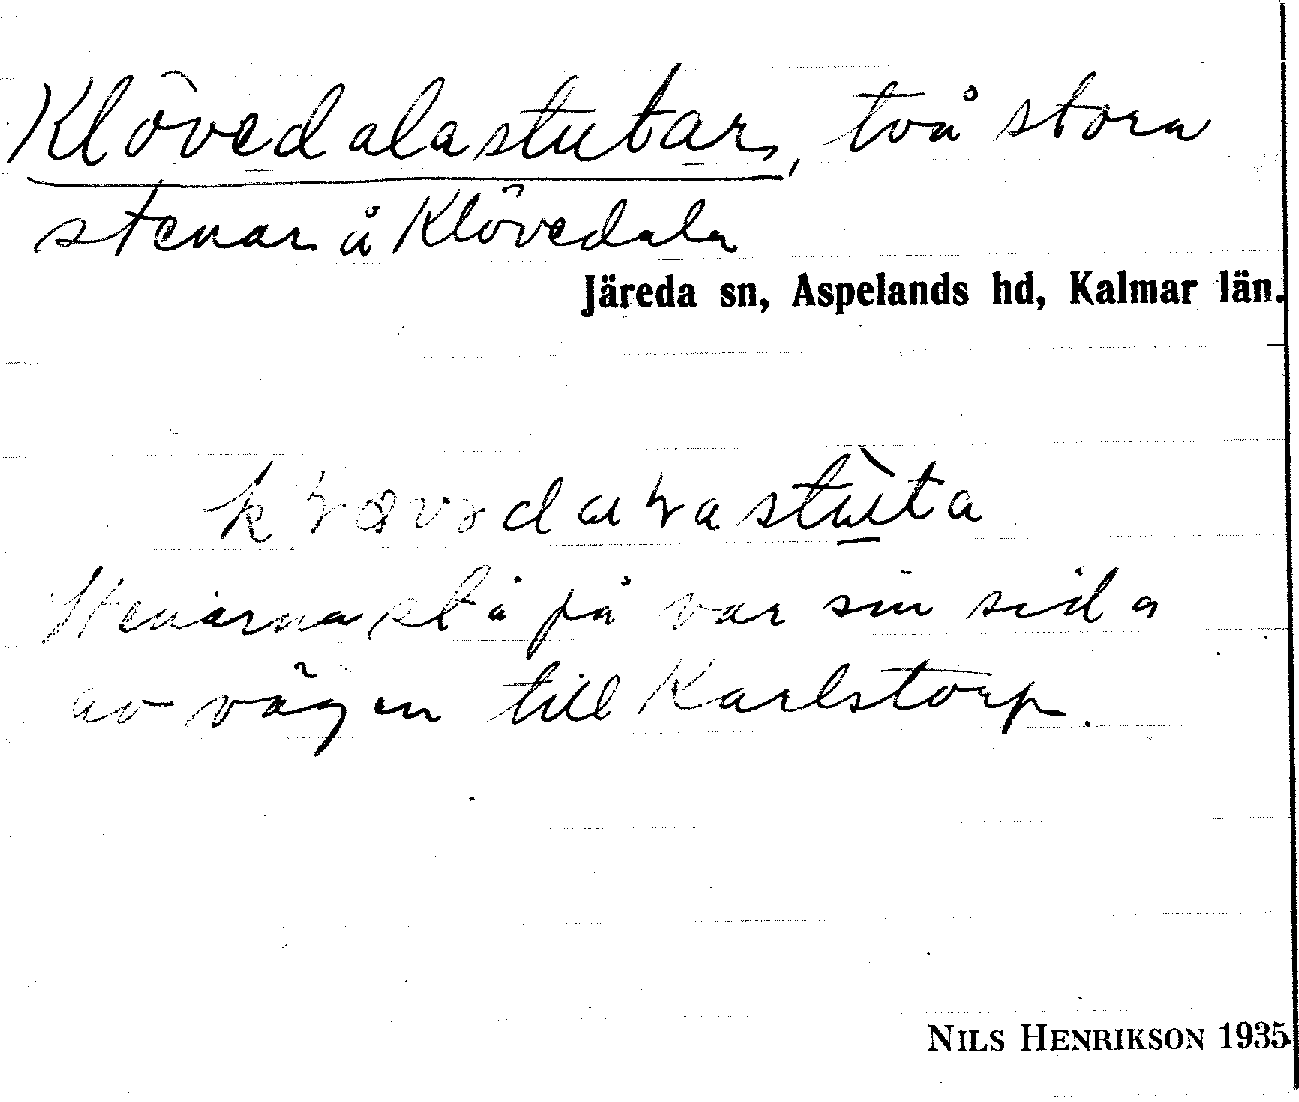 Klövedalastutar, två stora
stenar å Klövedala
Järeda sn, Aspelands hd, Kalmar län.
Stenarna stå på var sin sida
av vägen till Karlstorp.
NILS HENRIKSON 1935